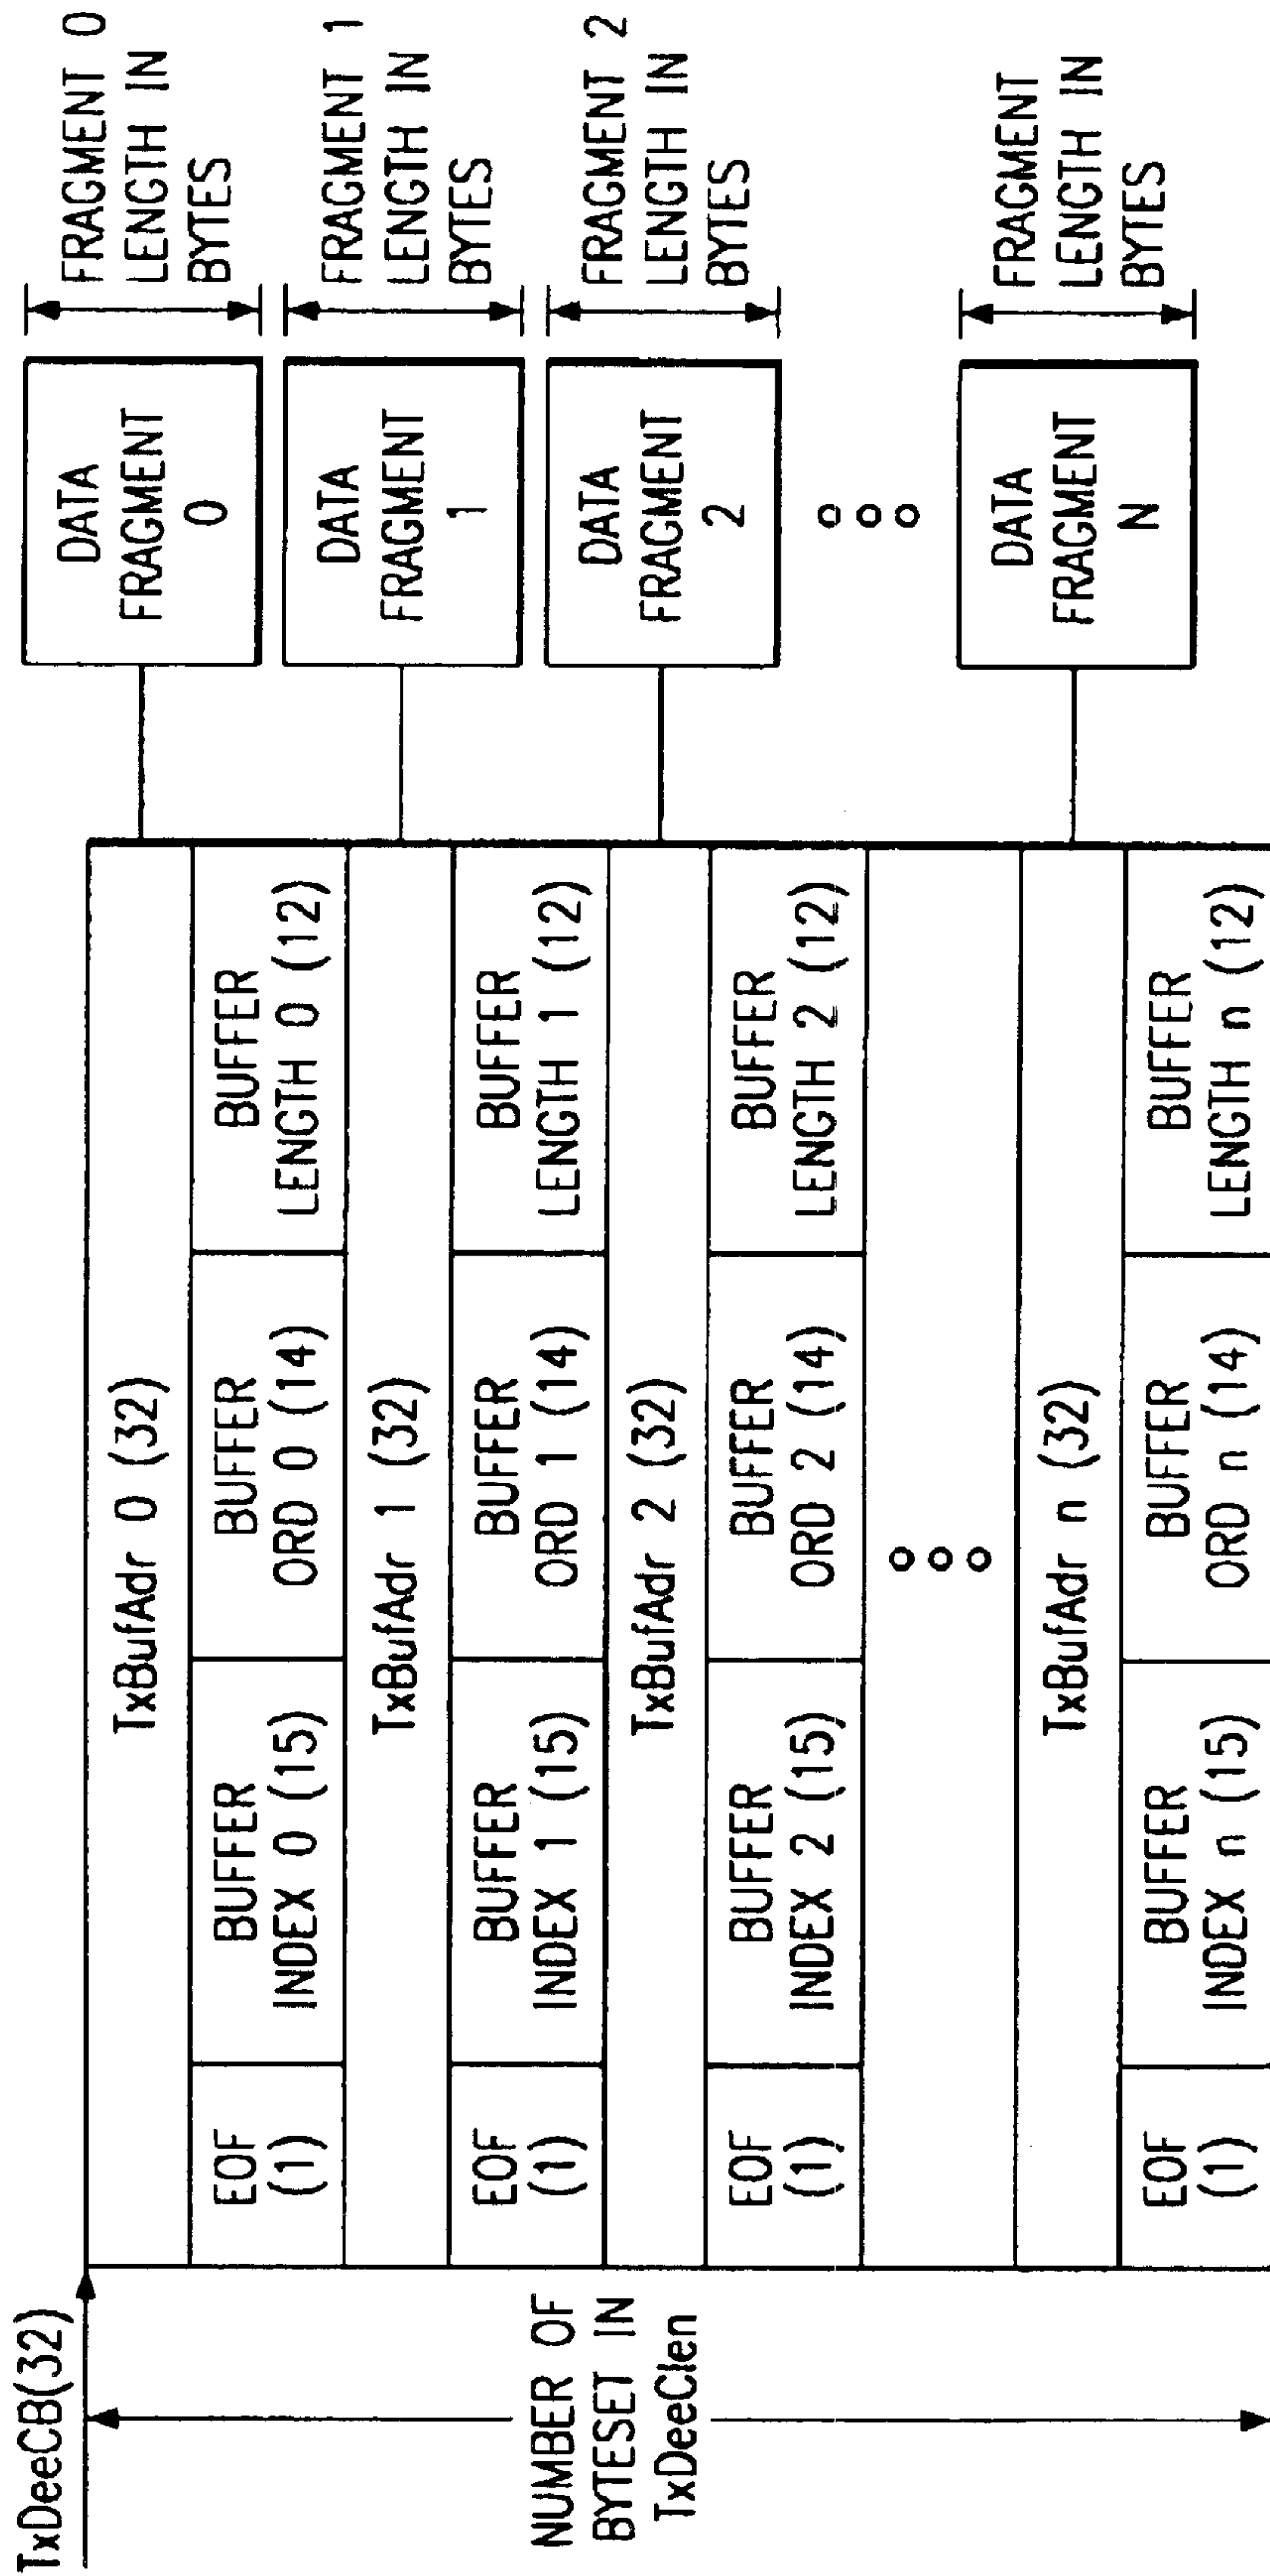 TxDeeCB(32)
NUMBER OF
BYTESET IN
TxDeeClen
TxBufAdr 0 (32)
EOF
(1)
BUFFER
INDEX 0 (15)
BUFFER
ORD 0 (14)
BUFFER
LENGTH 0 (12)
TxBufAdr 1 (32)
EOF
(1)
BUFFER
INDEX 1 (15)
BUFFER
ORD 1 (14)
BUFFER
LENGTH 1 (12)
TxBufAdr 2 (32)
EOF
(1)
BUFFER
INDEX 2 (15)
BUFFER
ORD 2 (14)
BUFFER
LENGTH 2 (12)
TxBufAdr n (32)
EOF
(1)
BUFFER
INDEX n (15)
BUFFER
ORD n (14)
BUFFER
LENGTH n (12)
DATA
FRAGMENT
0
FRAGMENT 0
LENGTH IN
BYTES
DATA
FRAGMENT
1
FRAGMENT 1
LENGTH IN
BYTES
DATA
FRAGMENT
2
FRAGMENT 2
LENGTH IN
BYTES
DATA
FRAGMENT
N
FRAGMENT
LENGTH IN
BYTES